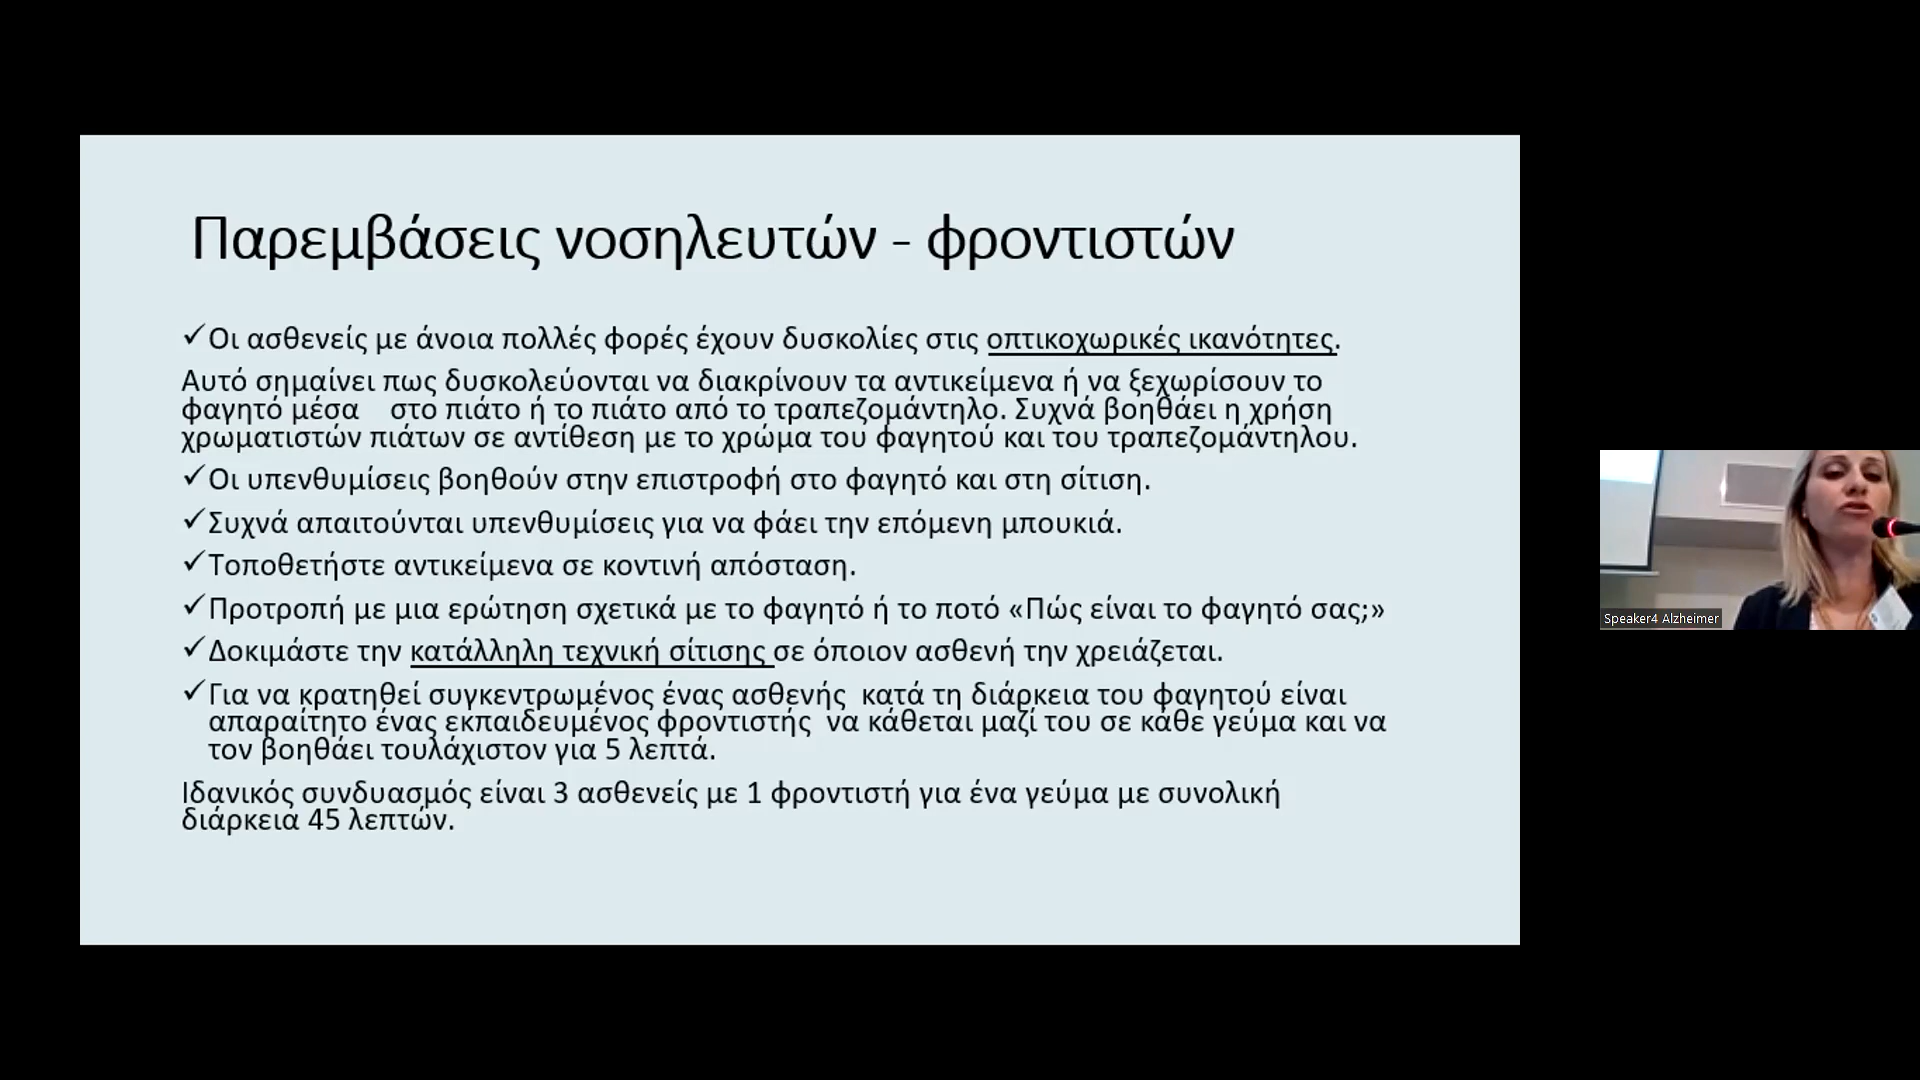 Παρεμβάσεις νοσηλευτών - φροντιστών
✓Οι ασθενείς με άνοια πολλές φορές έχουν δυσκολίες στις οπτικοχωρικές ικανότητες.
Αυτό σημαίνει πως δυσκολεύονται να διακρίνουν τα αντικείμενα ή να ξεχωρίσουν το
φαγητό μέσα στο πιάτο ή το πιάτο από το τραπεζομάντηλο. Συχνά βοηθάει η χρήση
χρωματιστών πιάτων σε αντίθεση με το χρώμα του φαγητού και του τραπεζομάντηλου.
✓Οι υπενθυμίσεις βοηθούν στην επιστροφή στο φαγητό και στη σίτιση.
✓Συχνά απαιτούνται υπενθυμίσεις για να φάει την επόμενη μπουκιά.
✓Τοποθετήστε αντικείμενα σε κοντινή απόσταση.
✓Προτροπή με μια ερώτηση σχετικά με το φαγητό ή το ποτό «Πώς είναι το φαγητό σας;»
✓Δοκιμάστε την κατάλληλη τεχνική σίτισης σε όποιον ασθενή την χρειάζεται.
✓Για να κρατηθεί συγκεντρωμένος ένας ασθενής κατά τη διάρκεια του φαγητού είναι
απαραίτητο ένας εκπαιδευμένος φροντιστής να κάθεται μαζί του σε κάθε γεύμα και να
τον βοηθάει τουλάχιστον για 5 λεπτά.
Ιδανικός συνδυασμός είναι 3 ασθενείς με 1 φροντιστή για ένα γεύμα με συνολική
διάρκεια 45 λεπτών.
Speaker4 Alzheimer